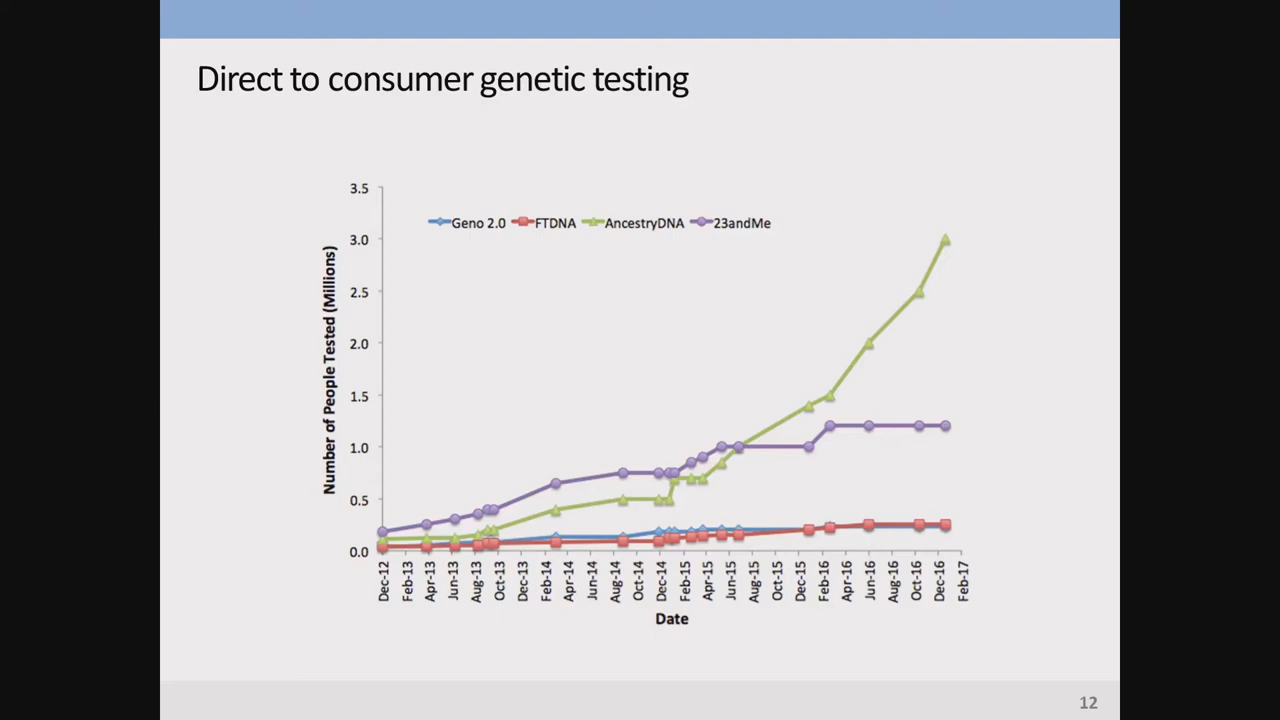 Direct to consumer genetic testing
3.5
3.0
2.5
2.0
1.5
1.0
0.5
0.0
Number of People Tested (Millions)
Geno 2.0 FTDNA AncestryDNA 23andMe
Dec-12 Feb-13 Apr-13 Jun-13 Aug-13 Oct-13 Dec-13 Feb-14 Apr-14 Jun-14 Aug-14 Oct-14 Dec-14 Feb-15 Apr-15 Jun-15 Aug-15 Oct-15 Dec-15 Feb-16 Apr-16 Jun-16 Aug-16 Oct-16 Dec-16 Feb-17
Date
12